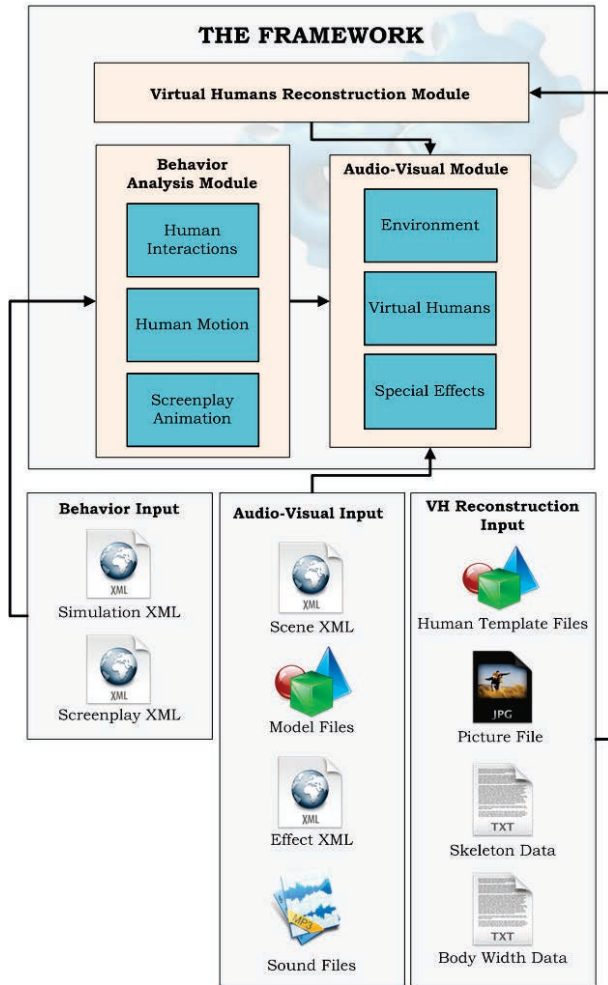 THE FRAMEWORK
Virtual Humans Reconstruction Module
Behavior
Analysis Module
Human
Interactions
Human Motion
Screenplay
Animation
Audio-Visual Module
Environment
Virtual Humans
Special Effects
Behavior Input
XML
Simulation XML
XML
Screenplay XML
Audio-Visual Input
XML
Scene XML
Model Files
XML
Effect XML
MP3
Sound Files
VH Reconstruction
Input
Human Template Files
JPG
Picture File
TXT
Skeleton Data
TXT
Body Width Data